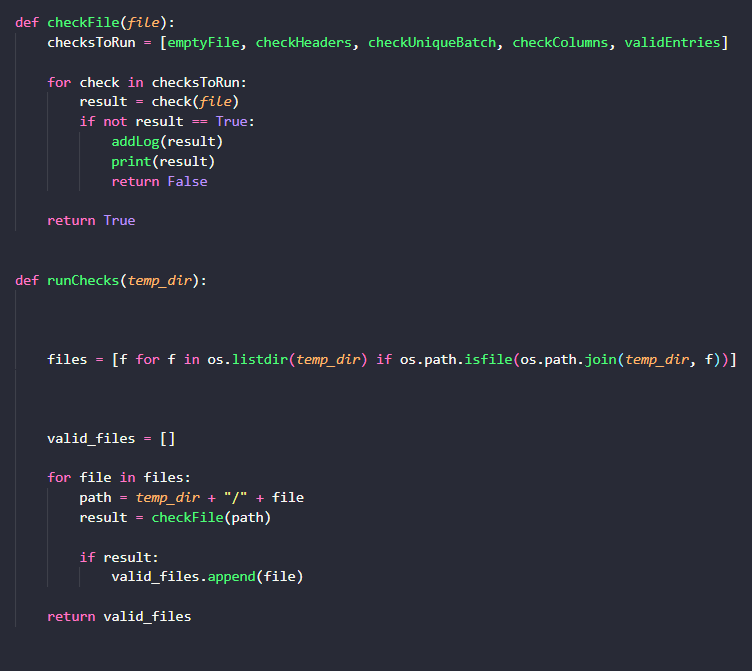 def checkFile(file):
    checksToRun = [emptyFile, checkHeaders, checkUniqueBatch, checkColumns, validEntries]
    for check in checksToRun:
        result = check(file)
        if not result == True:
            addLog(result)
            print(result)
            return False
    return True
def runChecks(temp_dir):
    files = [f for f in os.listdir(temp_dir) if os.path.isfile(os.path.join(temp_dir, f))]
    valid_files = []
    for file in files:
        path = temp_dir + "/" + file
        result = checkFile(path)
        if result:
            valid_files.append(file)
    return valid_files